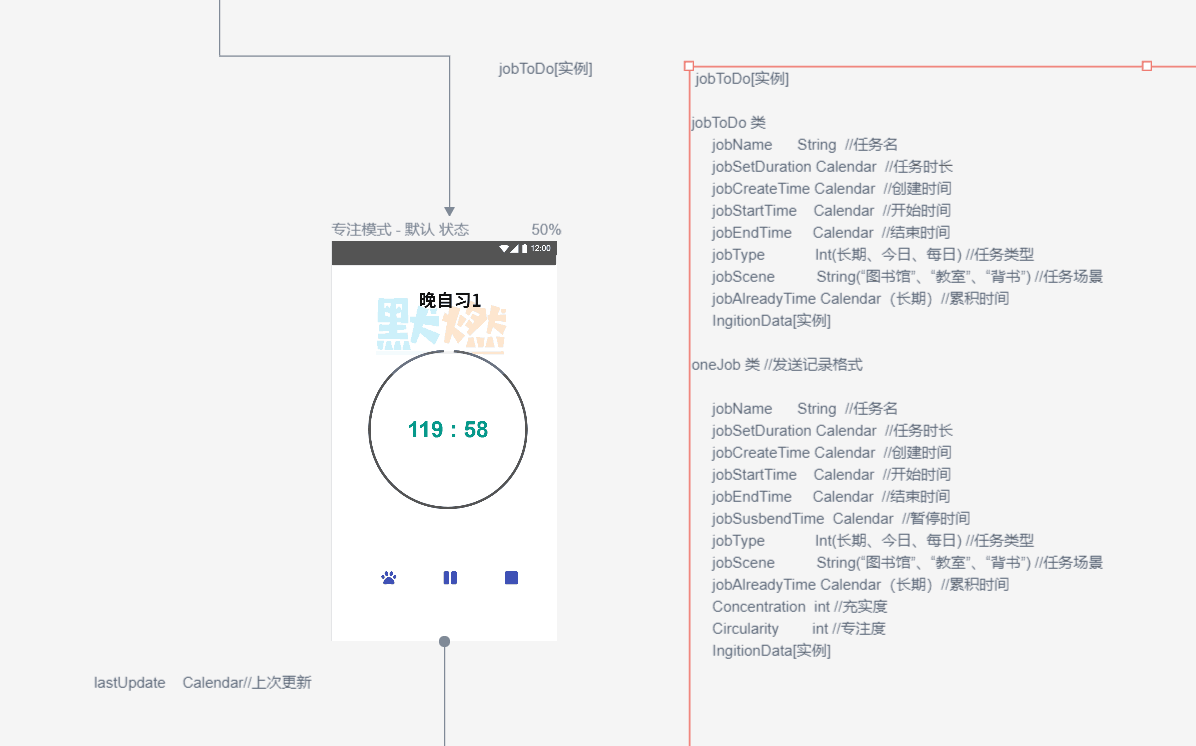 jobToDo[实例]
专注模式 - 默认 状态 50%
12:00
晚自习1
默燃
119 : 58
lastUpdate Calendar//上次更新
jobToDo[实例]
jobToDo 类
jobName String //任务名
jobSetDuration Calendar //任务时长
jobCreateTime Calendar //创建时间
jobStartTime Calendar //开始时间
jobEndTime Calendar //结束时间
jobType Int(长期、今日、每日) //任务类型
jobScene String(“图书馆”、“教室”、“背书”) //任务场景
jobAlreadyTime Calendar（长期）//累积时间
IngitionData[实例]
oneJob 类 //发送记录格式
jobName String //任务名
jobSetDuration Calendar //任务时长
jobCreateTime Calendar //创建时间
jobStartTime Calendar //开始时间
jobEndTime Calendar //结束时间
jobSusbendTime Calendar //暂停时间
jobType Int(长期、今日、每日) //任务类型
jobScene String(“图书馆”、“教室”、“背书”) //任务场景
jobAlreadyTime Calendar（长期）//累积时间
Concentration int //充实度
Circularity int //专注度
IngitionData[实例]